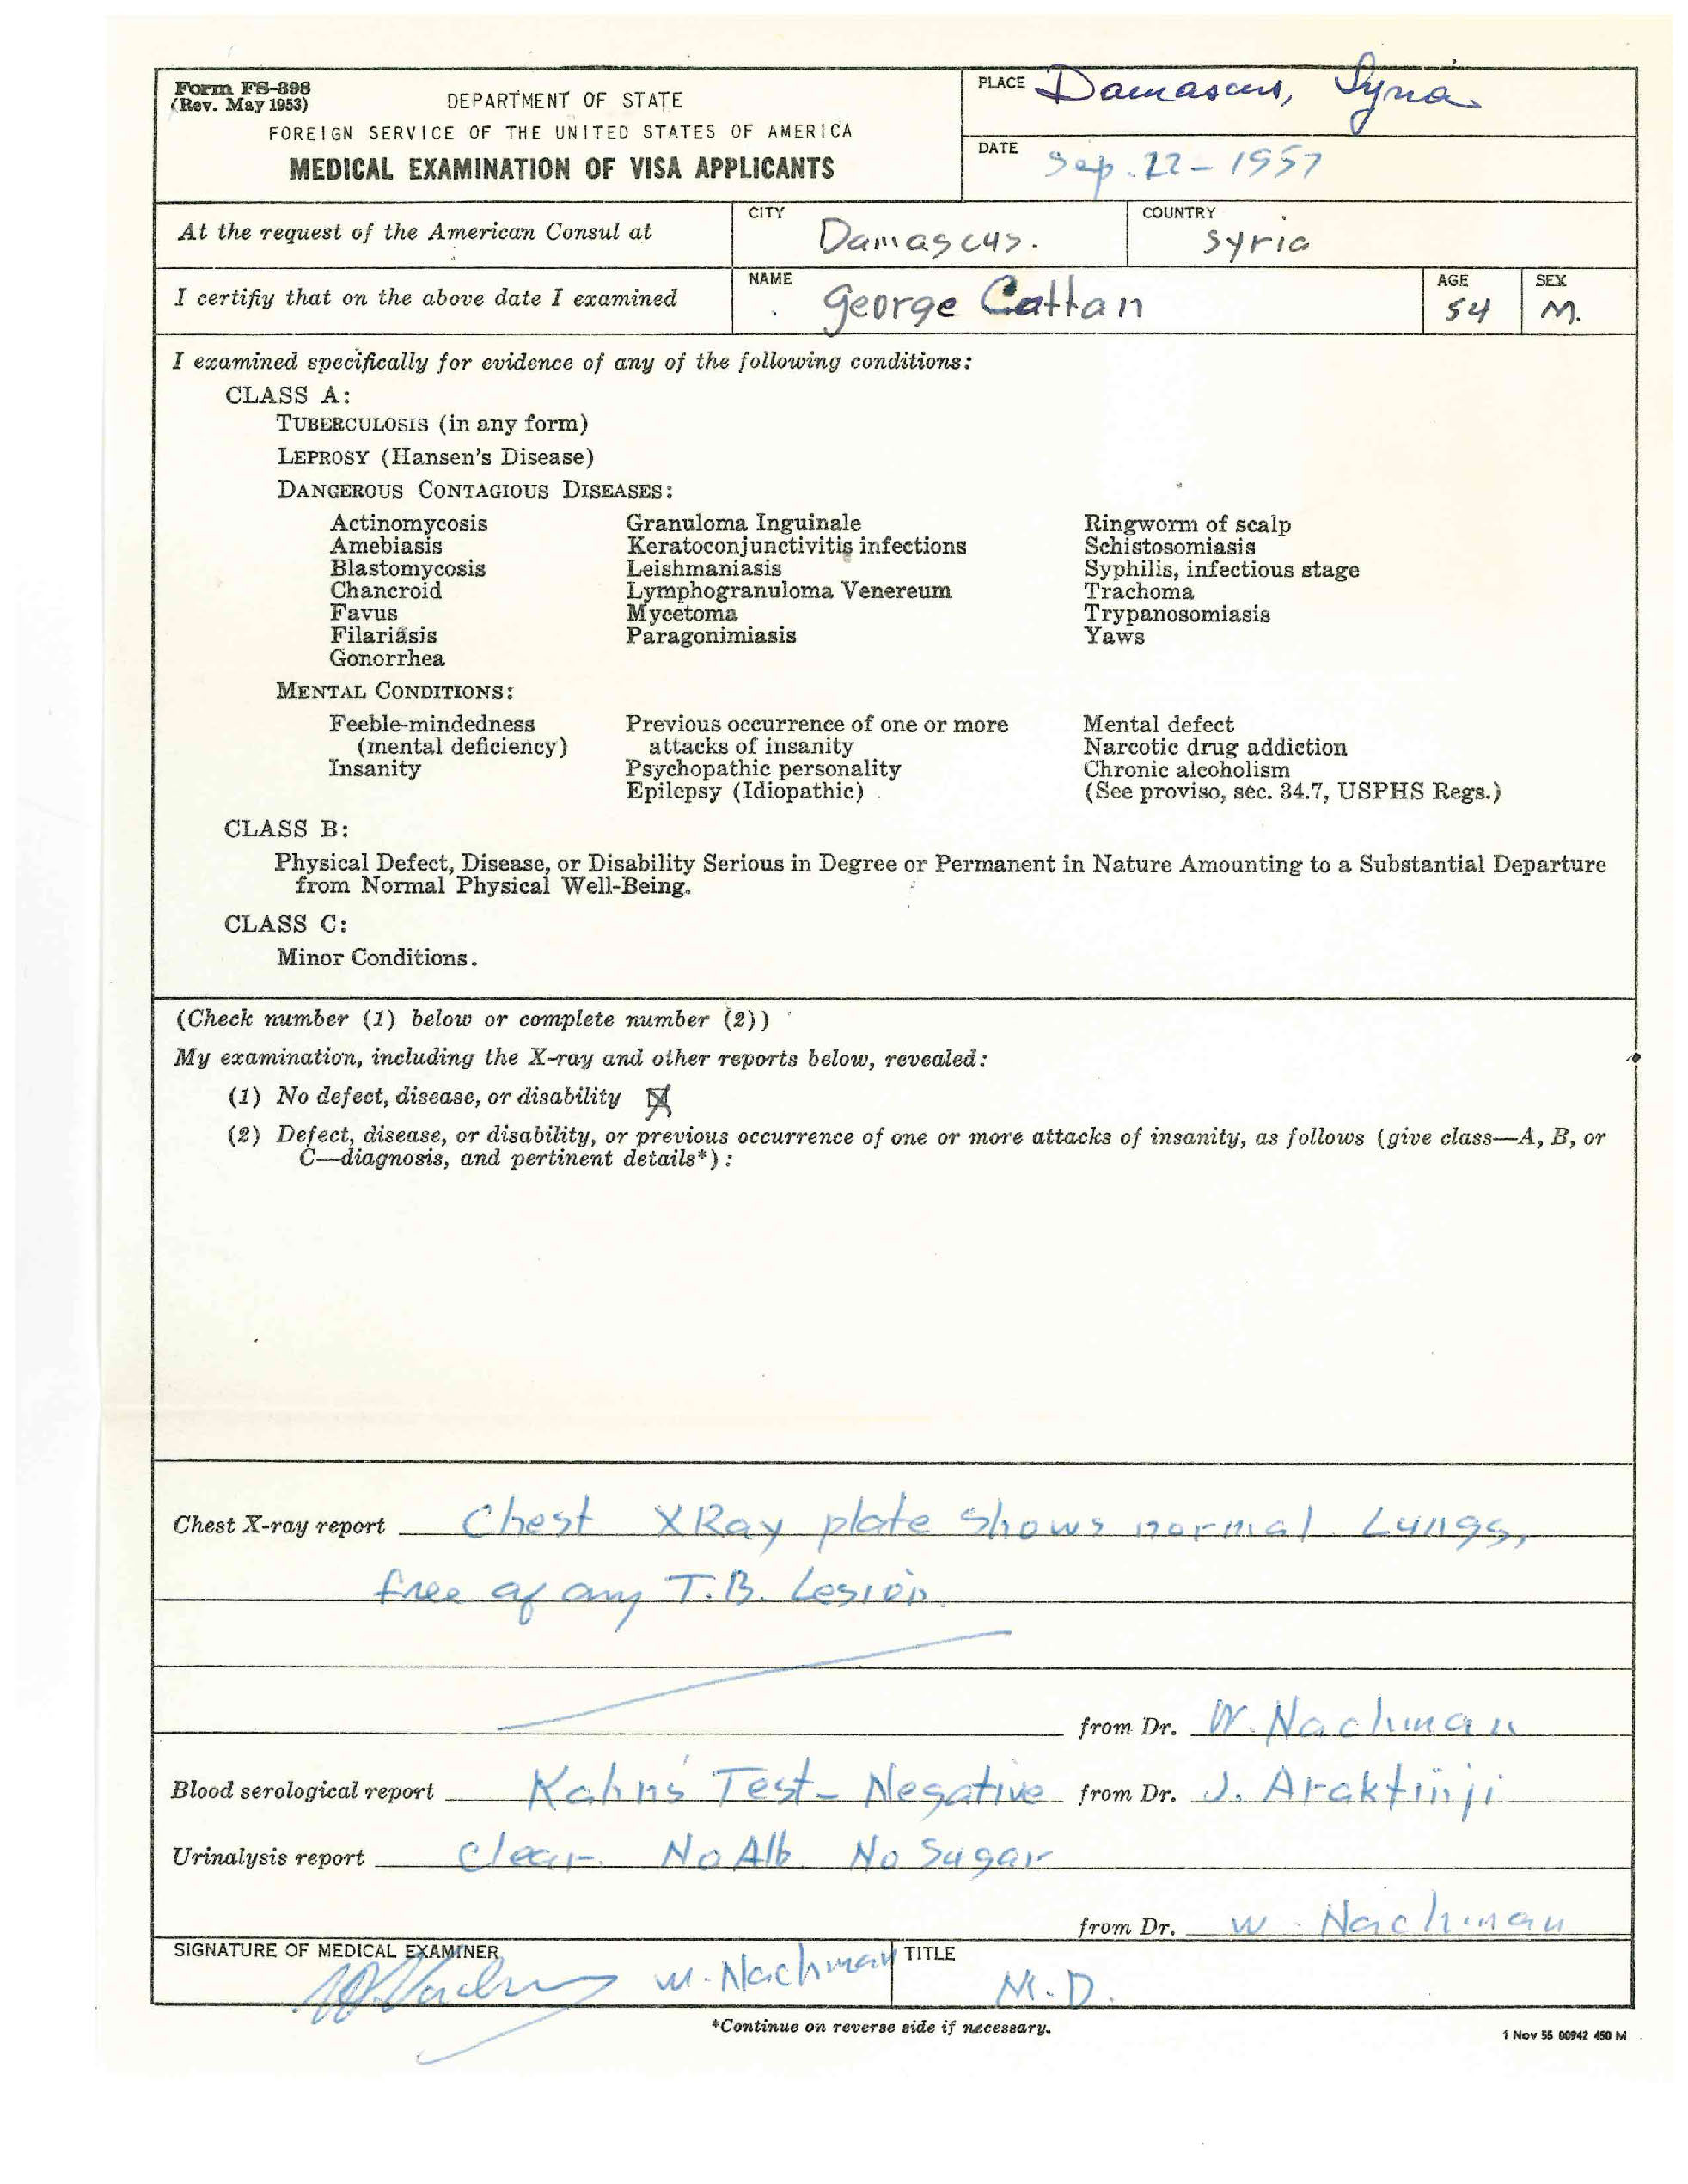 Form FS-398
(Rev. May 1953)
DEPARTMENT OF STATE
FOREIGN SERVICE OF THE UNITED STATES OF AMERICA
MEDICAL EXAMINATION OF VISA APPLICANTS
PLACE Damascus, Syria
DATE Sep. 22 - 1957
At the request of the American Consul at
CITY Damascus.
COUNTRY Syria
I certify that on the above date I examined
NAME George Cattan
AGE 54
SEX M.
I examined specifically for evidence of any of the following conditions:
CLASS A:
TUBERCULOSIS (in any form)
LEPROSY (Hansen's Disease)
DANGEROUS CONTAGIOUS DISEASES:
Actinomycosis Granuloma Inguinale Ringworm of scalp
Amebiasis Keratoconjunctivitis infections Schistosomiasis
Blastomycosis Leishmaniasis Syphilis, infectious stage
Chancroid Lymphogranuloma Venereum Trachoma
Favus Mycetoma Trypanosomiasis
Filariasis Paragonimiasis Yaws
Gonorrhea
MENTAL CONDITIONS:
Feeble-mindedness Previous occurrence of one or more Mental defect
(mental deficiency) attacks of insanity Narcotic drug addiction
Insanity Psychopathic personality Chronic alcoholism
Epilepsy (Idiopathic) (See proviso, sec. 34.7, USPHS Regs.)
CLASS B:
Physical Defect, Disease, or Disability Serious in Degree or Permanent in Nature Amounting to a Substantial Departure
from Normal Physical Well-Being.
CLASS C:
Minor Conditions.
(Check number (1) below or complete number (2))
My examination, including the X-ray and other reports below, revealed:
(1) No defect, disease, or disability
(2) Defect, disease, or disability, or previous occurrence of one or more attacks of insanity, as follows (give class—A, B, or
C—diagnosis, and pertinent details*):
Chest X-ray report Chest XRay plate shows normal Lungs,
free of any T.B. Lesion.
from Dr. W. Nachman
Blood serological report Kahns' Test - Negative from Dr. J. Araktinji
Urinalysis report Clear. No Alb. No Sugar
from Dr. W. Nachman
SIGNATURE OF MEDICAL EXAMINER W. Nachman
TITLE M.D.
*Continue on reverse side if necessary.
1 Nov 55 00942 450 M